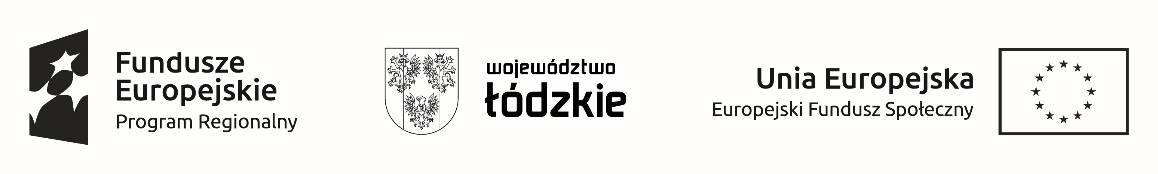 Fundusze
Europejskie
Program Regionalny
województwo
łódzkie
Unia Europejska
Europejski Fundusz Społeczny